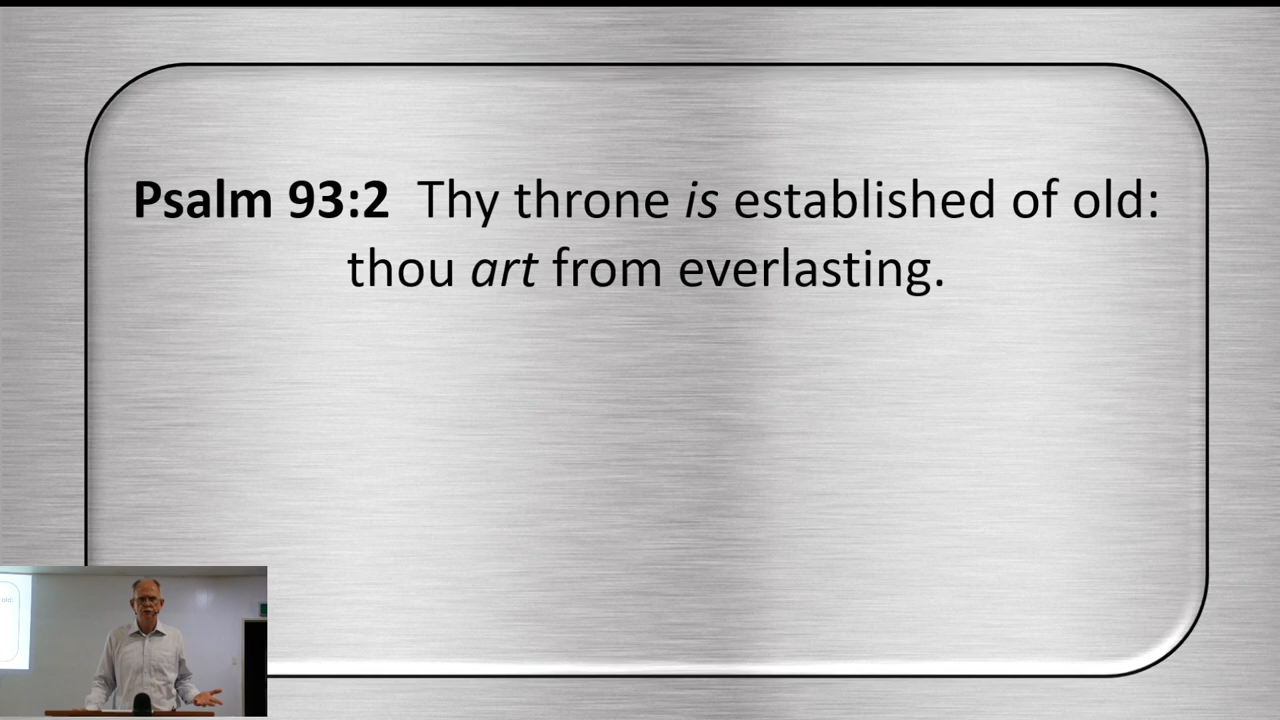 Psalm 93:2 Thy throne is established of old:
thou art from everlasting.